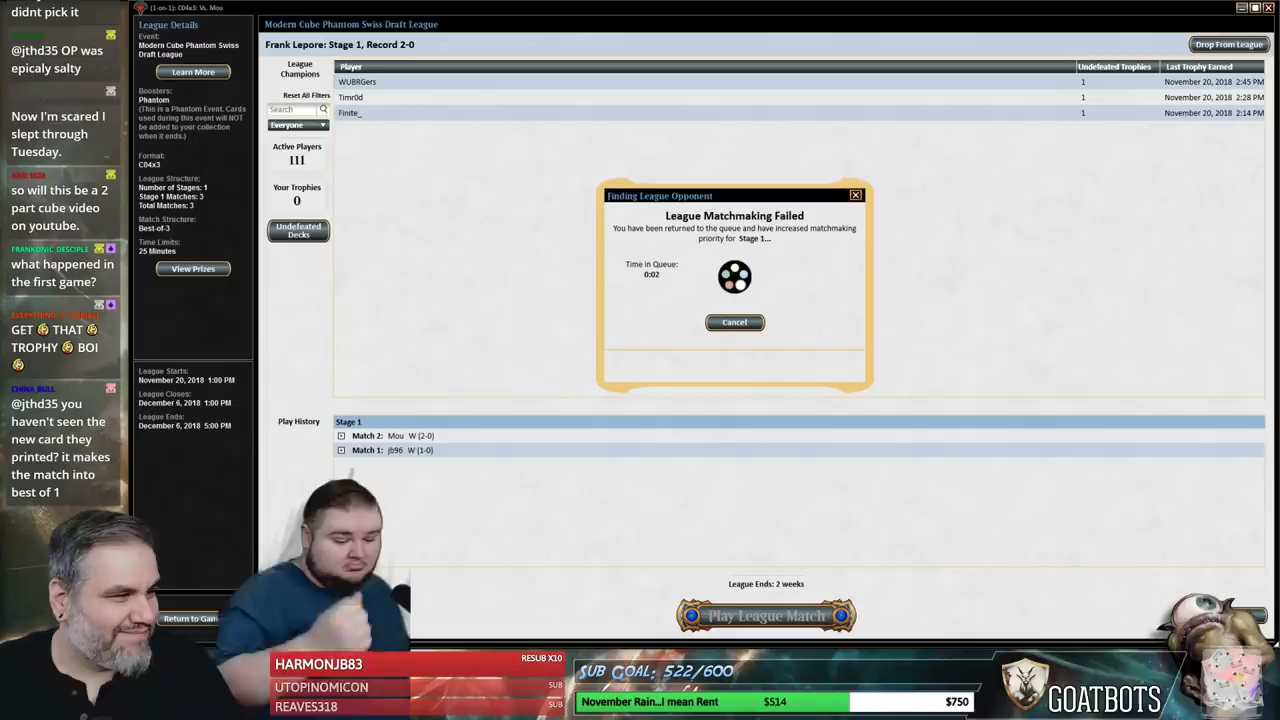 didnt pick it
@jthd35 OP was
epicaly salty
Now I'm scared I
slept through
Tuesday.
so will this be a 2
part cube video
on youtube.
FRANKONIC_DESCIPLE
what happened in
the first game?
GET THAT
TROPHY BOI
CHINA_BULL
@jthd35 you
haven't seen the
new card they
printed? it makes
the match into
best of 1
(1-on-1): C04x3; Vs. Mou
League Details
Event:
Modern Cube Phantom Swiss
Draft League
Learn More
Boosters:
Phantom
(This is a Phantom Event. Cards
used during this event will NOT
be added to your collection
when it ends.)
Format:
C04x3
League Structure:
Number of Stages: 1
Stage 1 Matches: 3
Total Matches: 3
Match Structure:
Best-of-3
Time Limits:
25 Minutes
View Prizes
League Starts:
November 20, 2018 1:00 PM
League Closes:
December 6, 2018 1:00 PM
League Ends:
December 6, 2018 5:00 PM
Modern Cube Phantom Swiss Draft League
Frank Lepore: Stage 1, Record 2-0
Drop From League
League
Champions
Reset All Filters
Search
Everyone
Active Players
111
Your Trophies
0
Undefeated
Decks
Player Undefeated Trophies Last Trophy Earned
WUBRGers 1 November 20, 2018 2:45 PM
Timr0d 1 November 20, 2018 2:28 PM
Finite_ 1 November 20, 2018 2:14 PM
Finding League Opponent
League Matchmaking Failed
You have been returned to the queue and have increased matchmaking
priority for Stage 1...
Time in Queue:
0:02
Cancel
Play History
Stage 1
Match 2: Mou W (2-0)
Match 1: jb96 W (1-0)
League Ends: 2 weeks
Play League Match
Return to Gam
HARMONJB83 RESUB X10
UTOPINOMICON SUB
REAVES318 SUB
SUB GOAL: 522/600
November Rain...I mean Rent $514 $750
GOATBOTS